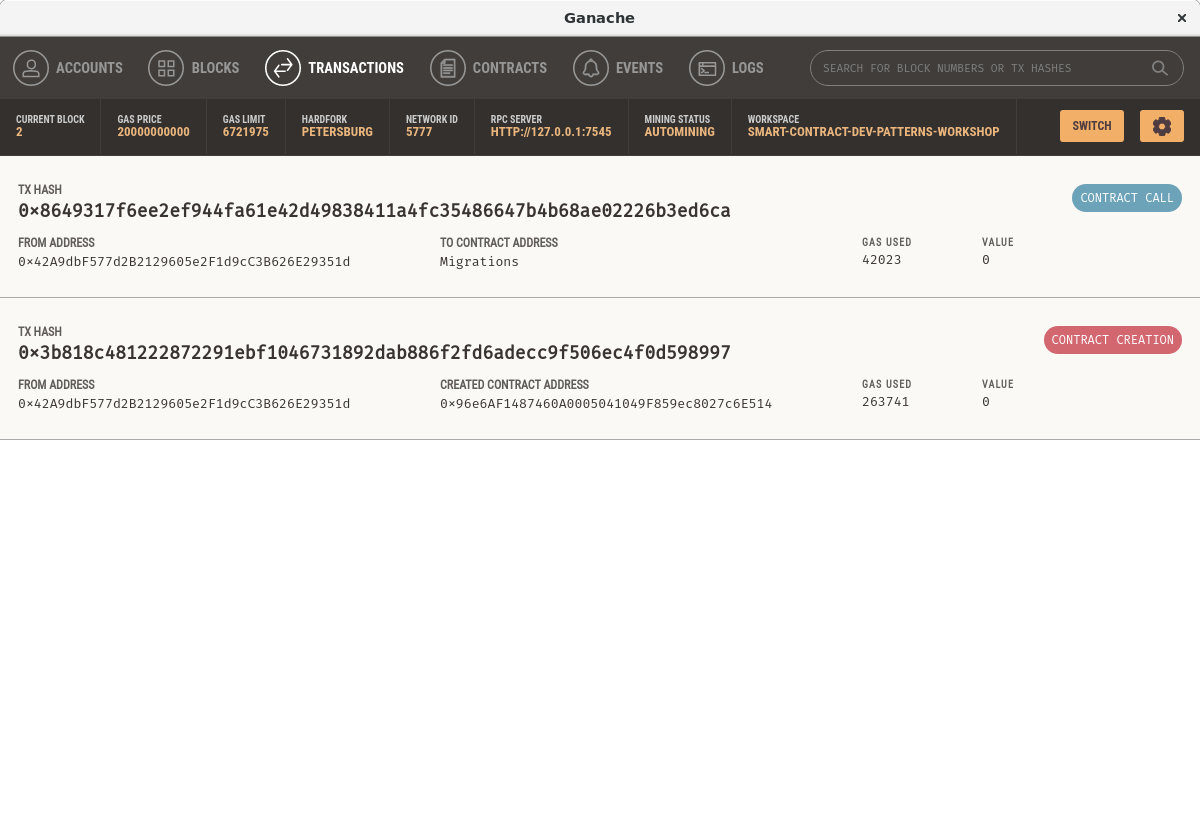 Ganache
ACCOUNTS BLOCKS TRANSACTIONS CONTRACTS EVENTS LOGS SEARCH FOR BLOCK NUMBERS OR TX HASHES
CURRENT BLOCK GAS PRICE GAS LIMIT HARDFORK NETWORK ID RPC SERVER MINING STATUS WORKSPACE
2 20000000000 6721975 PETERSBURG 5777 HTTP://127.0.0.1:7545 AUTOMINING SMART-CONTRACT-DEV-PATTERNS-WORKSHOP
SWITCH
TX HASH
0×8649317f6ee2ef944fa61e42d49838411a4fc35486647b4b68ae02226b3ed6ca
CONTRACT CALL
FROM ADDRESS TO CONTRACT ADDRESS GAS USED VALUE
0×42A9dbF577d2B2129605e2F1d9cC3B626E29351d Migrations 42023 0
TX HASH
0×3b818c481222872291ebf1046731892dab886f2fd6adecc9f506ec4f0d598997
CONTRACT CREATION
FROM ADDRESS CREATED CONTRACT ADDRESS GAS USED VALUE
0×42A9dbF577d2B2129605e2F1d9cC3B626E29351d 0×96e6AF1487460A0005041049F859ec8027c6E514 263741 0